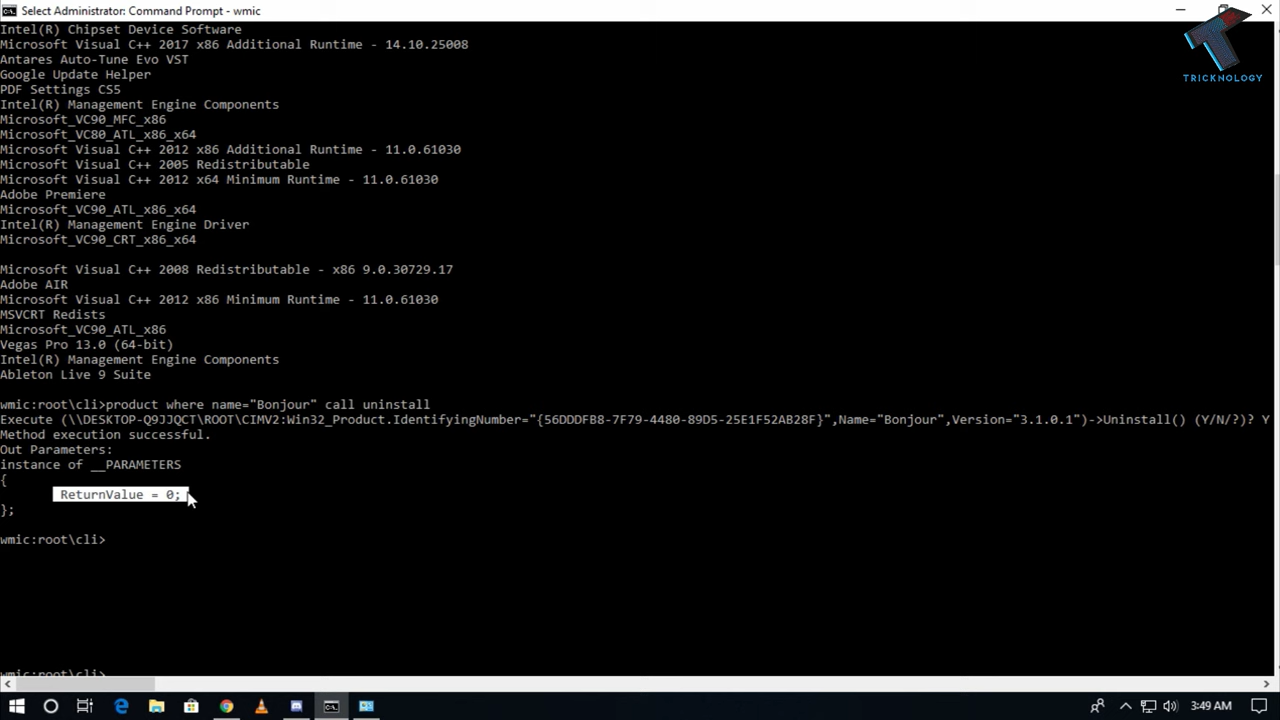 Select Administrator: Command Prompt - wmic
Intel(R) Chipset Device Software
Microsoft Visual C++ 2017 x86 Additional Runtime - 14.10.25008
Antares Auto-Tune Evo VST
Google Update Helper
PDF Settings CS5
Intel(R) Management Engine Components
Microsoft_VC90_MFC_x86
Microsoft_VC80_ATL_x86_x64
Microsoft Visual C++ 2012 x86 Additional Runtime - 11.0.61030
Microsoft Visual C++ 2005 Redistributable
Microsoft Visual C++ 2012 x64 Minimum Runtime - 11.0.61030
Adobe Premiere
Microsoft_VC90_ATL_x86_x64
Intel(R) Management Engine Driver
Microsoft_VC90_CRT_x86_x64
Microsoft Visual C++ 2008 Redistributable - x86 9.0.30729.17
Adobe AIR
Microsoft Visual C++ 2012 x86 Minimum Runtime - 11.0.61030
MSVCRT Redists
Microsoft_VC90_ATL_x86
Vegas Pro 13.0 (64-bit)
Intel(R) Management Engine Components
Ableton Live 9 Suite
wmic:root\cli>product where name="Bonjour" call uninstall
Execute (\\DESKTOP-Q9JJQCT\ROOT\CIMV2:Win32_Product.IdentifyingNumber="{56DDDFB8-7F79-4480-89D5-25E1F52AB28F}",Name="Bonjour",Version="3.1.0.1")->Uninstall() (Y/N/?)? Y
Method execution successful.
Out Parameters:
instance of __PARAMETERS
{
ReturnValue = 0;
};
wmic:root\cli>
wmic:root\cli>
TRICKNOLOGY
3:49 AM